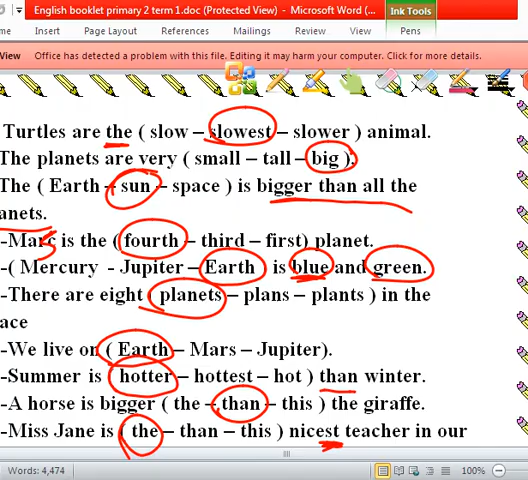 English booklet primary 2 term 1.doc (Protected View) - Microsoft Word (...
Ink Tools
Insert Page Layout References Mailings Review View Pens
View Office has detected a problem with this file. Editing it may harm your computer. Click for more details.
Turtles are the ( slow – slowest – slower ) animal.
The planets are very ( small – tall – big ).
The ( Earth – sun – space ) is bigger than all the
anets.
-Mars is the ( fourth – third – first) planet.
-( Mercury - Jupiter – Earth is blue and green.
-There are eight ( planets – plans – plants ) in the
ace
-We live on ( Earth – Mars – Jupiter).
-Summer is ( hotter – hottest – hot ) than winter.
-A horse is bigger ( the – than – this ) the giraffe.
-Miss Jane is ( the – than – this ) nicest teacher in our
Words: 4,474 100%